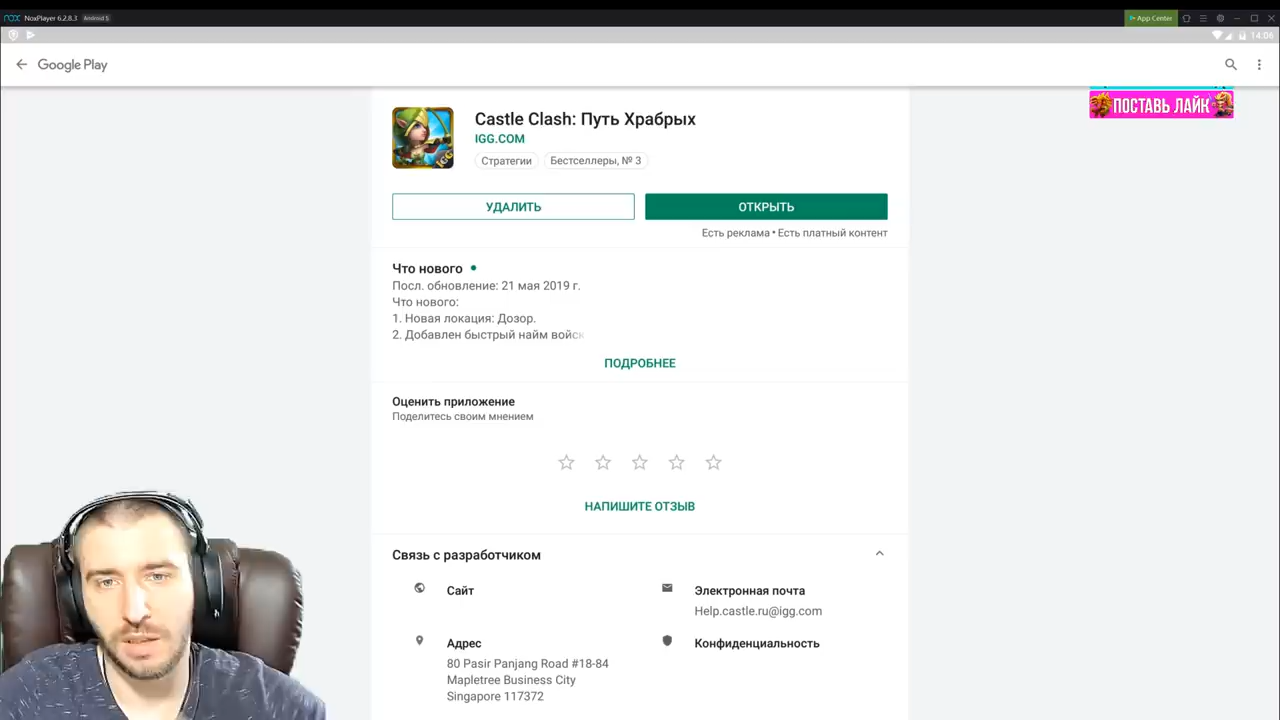 nox NoxPlayer 6.2.8.3 Android 5
App Center
14:06
Google Play
ПОСТАВЬ ЛАЙК
Castle Clash: Путь Храбрых
IGG.COM
Стратегии Бестселлеры, № 3
IGG
УДАЛИТЬ ОТКРЫТЬ
Есть реклама • Есть платный контент
Что нового
Посл. обновление: 21 мая 2019 г.
Что нового:
1. Новая локация: Дозор.
2. Добавлен быстрый найм войск
ПОДРОБНЕЕ
Оценить приложение
Поделитесь своим мнением
НАПИШИТЕ ОТЗЫВ
Связь с разработчиком
Сайт
Электронная почта
Help.castle.ru@igg.com
Адрес
80 Pasir Panjang Road #18-84
Mapletree Business City
Singapore 117372
Конфиденциальность